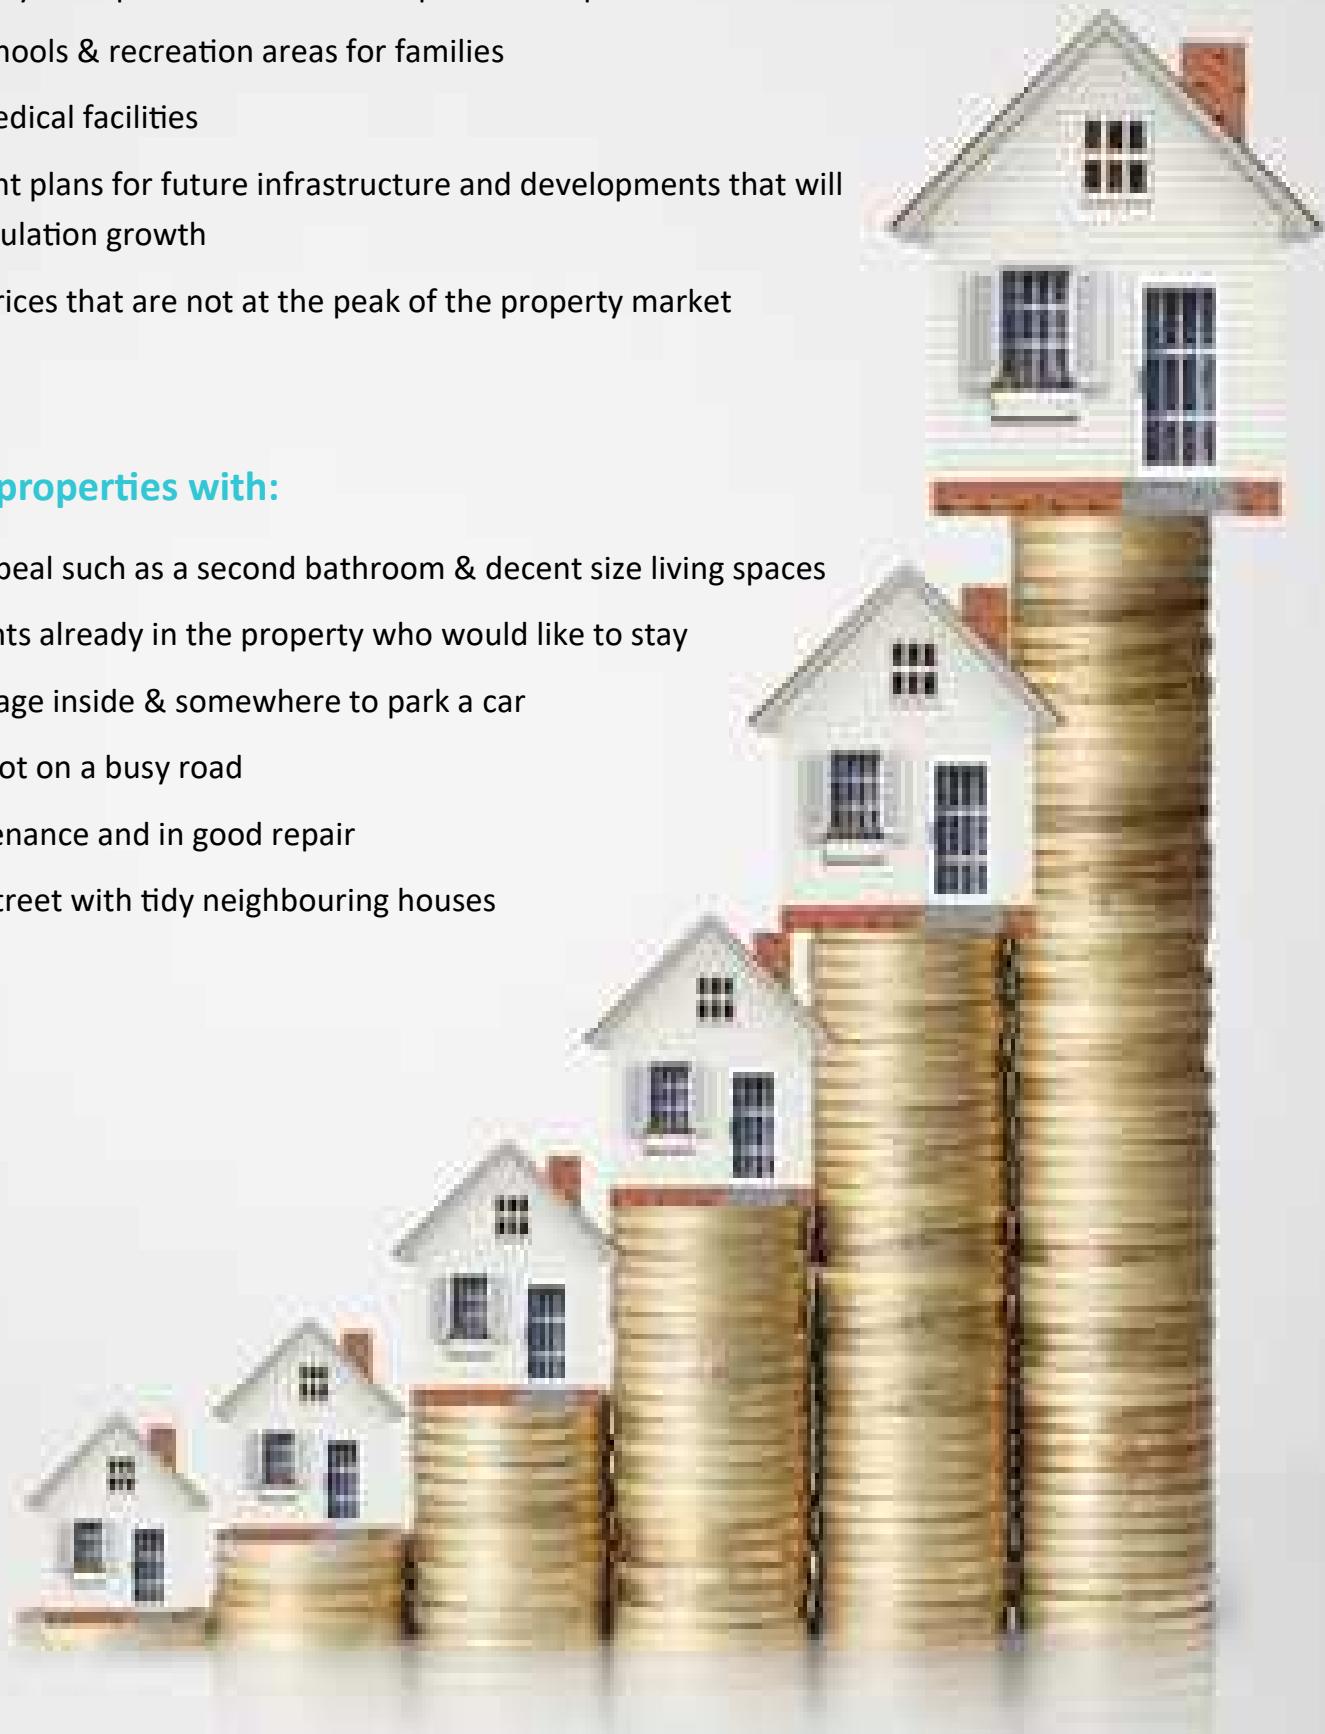 hools & recreation areas for families
edical facilities
nt plans for future infrastructure and developments that will
ulation growth
rices that are not at the peak of the property market
properties with:
peal such as a second bathroom & decent size living spaces
nts already in the property who would like to stay
age inside & somewhere to park a car
ot on a busy road
enance and in good repair
treet with tidy neighbouring houses